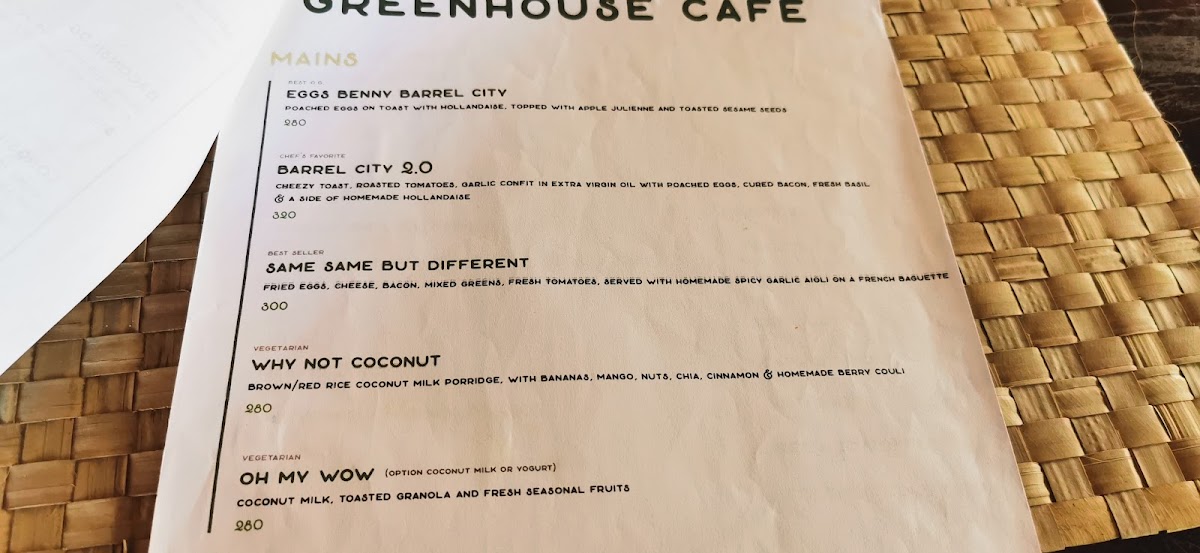 GREENHOUSE CAFE
MAINS
BEST O.G.
EGGS BENNY BARREL CITY
POACHED EGGS ON TOAST WITH HOLLANDAISE, TOPPED WITH APPLE JULIENNE AND TOASTED SESAME SEEDS
280
CHEF'S FAVORITE
BARREL CITY 2.0
CHEEZY TOAST, ROASTED TOMATOES, GARLIC CONFIT IN EXTRA VIRGIN OIL WITH POACHED EGGS, CURED BACON, FRESH BASIL
& A SIDE OF HOMEMADE HOLLANDAISE
320
BEST SELLER
SAME SAME BUT DIFFERENT
FRIED EGGS, CHEESE, BACON, MIXED GREENS, FRESH TOMATOES, SERVED WITH HOMEMADE SPICY GARLIC AIOLI ON A FRENCH BAGUETTE
300
VEGETARIAN
WHY NOT COCONUT
BROWN/RED RICE COCONUT MILK PORRIDGE, WITH BANANAS, MANGO, NUTS, CHIA, CINNAMON & HOMEMADE BERRY COULI
280
VEGETARIAN
OH MY WOW (OPTION COCONUT MILK OR YOGURT)
COCONUT MILK, TOASTED GRANOLA AND FRESH SEASONAL FRUITS
280